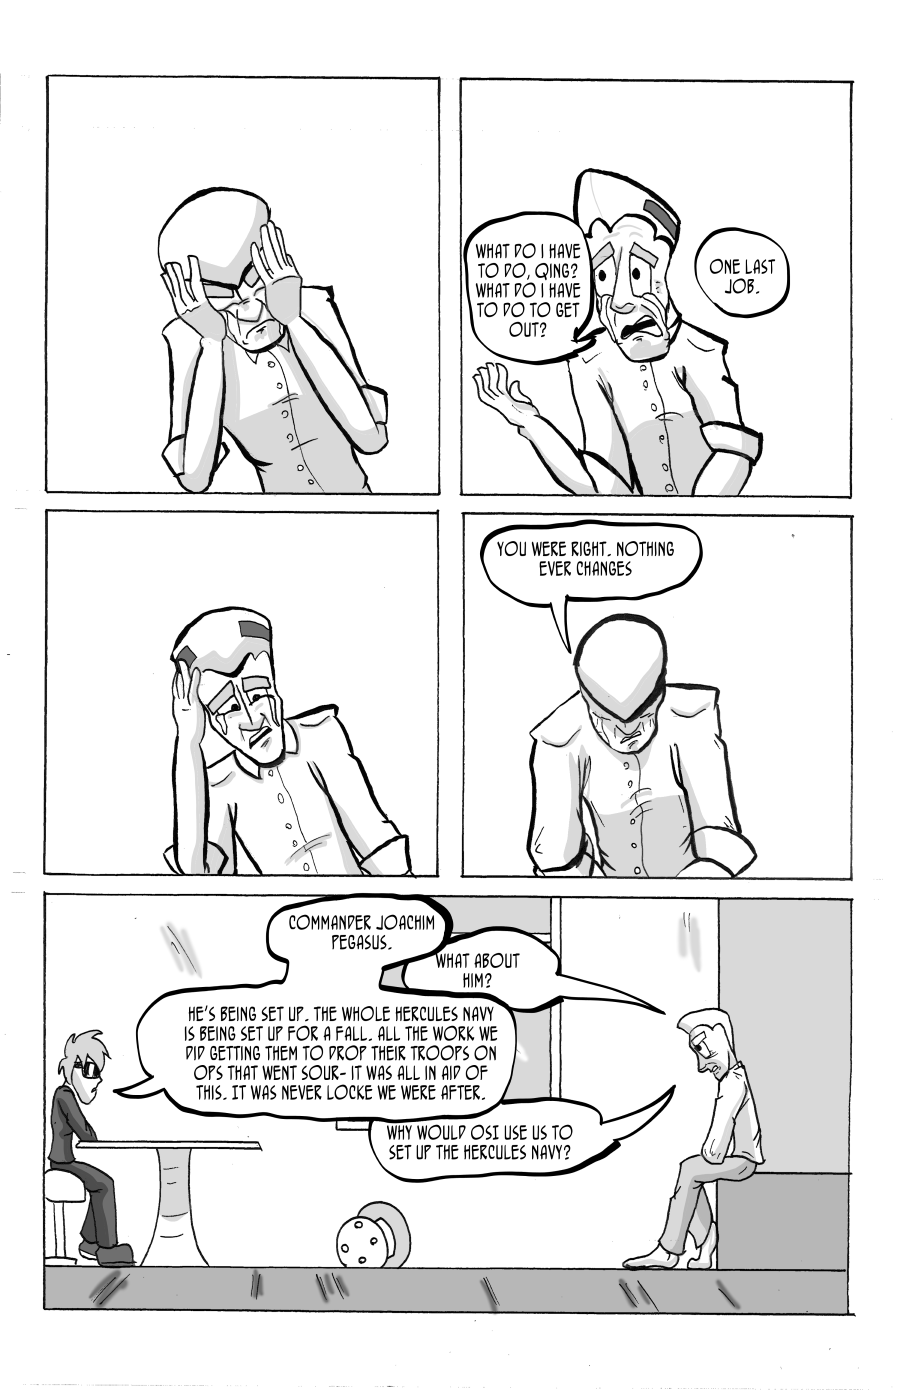 WHAT DO I HAVE
TO DO, QING?
WHAT DO I HAVE
TO DO TO GET
OUT?
ONE LAST
JOB.
YOU WERE RIGHT. NOTHING
EVER CHANGES
COMMANDER JOACHIM
PEGASUS.
WHAT ABOUT
HIM?
HE'S BEING SET UP. THE WHOLE HERCULES NAVY
IS BEING SET UP FOR A FALL. ALL THE WORK WE
DID GETTING THEM TO DROP THEIR TROOPS ON
OPS THAT WENT SOUR- IT WAS ALL IN AID OF
THIS. IT WAS NEVER LOCKE WE WERE AFTER.
WHY WOULD OSI USE US TO
SET UP THE HERCULES NAVY?